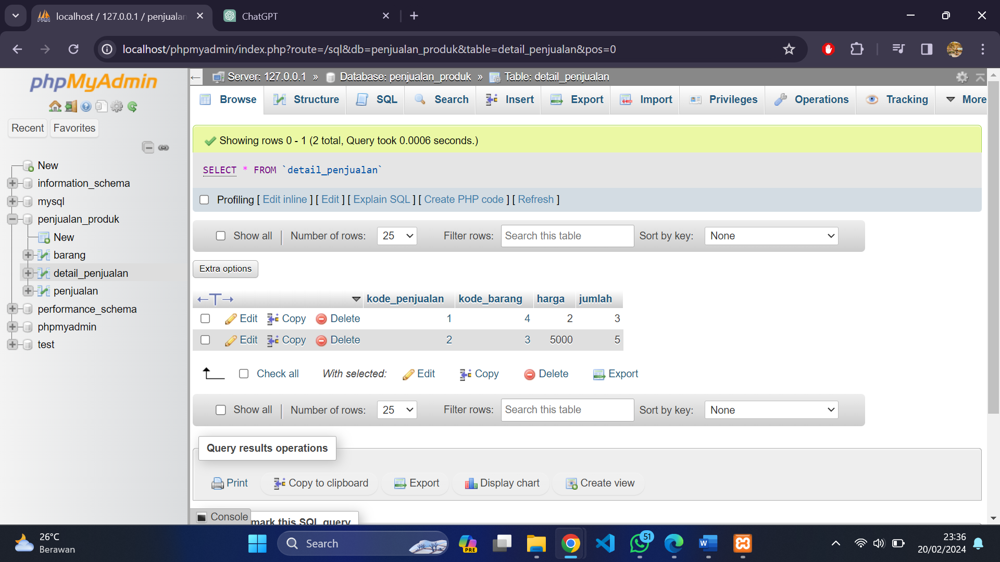 localhost / 127.0.0.1 / penjualan
ChatGPT
localhost/phpmyadmin/index.php?route=/sql&db=penjualan_produk&table=detail_penjualan&pos=0
phpMyAdmin
Recent
Favorites
New
information_schema
mysql
penjualan_produk
New
barang
detail_penjualan
penjualan
performance_schema
phpmyadmin
test
Server: 127.0.0.1 » Database: penjualan_produk » Table: detail_penjualan
Browse Structure SQL Search Insert Export Import Privileges Operations Tracking More
Showing rows 0 - 1 (2 total, Query took 0.0006 seconds.)
SELECT * FROM `detail_penjualan`
Profiling [ Edit inline ] [ Edit ] [ Explain SQL ] [ Create PHP code ] [ Refresh ]
Show all | Number of rows: 25 Filter rows: Search this table Sort by key: None
Extra options
←T→ kode_penjualan kode_barang harga jumlah
Edit Copy Delete 1 4 2 3
Edit Copy Delete 2 3 5000 5
Check all With selected: Edit Copy Delete Export
Show all | Number of rows: 25 Filter rows: Search this table Sort by key: None
Query results operations
Print Copy to clipboard Export Display chart Create view
Console
mark this SQL query
26°C
Berawan
Search
PRE
51
23:36
20/02/2024